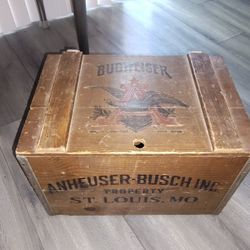 BUDWEISER
ANHEUSER-BUSCH INC.
PROPERTY
ST. LOUIS, MO